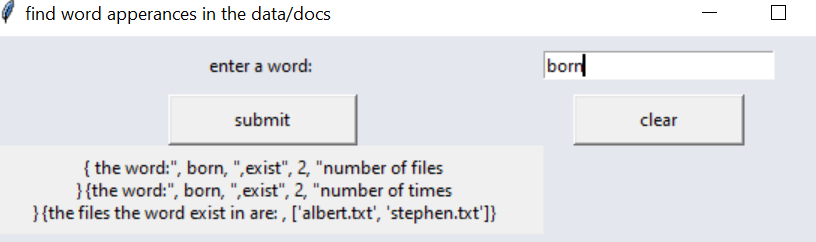 find word apperances in the data/docs
enter a word: born
submit clear
{ the word:", born, ",exist", 2, "number of files
}{the word:", born, ",exist", 2, "number of times
}{the files the word exist in are: , ['albert.txt', 'stephen.txt']}